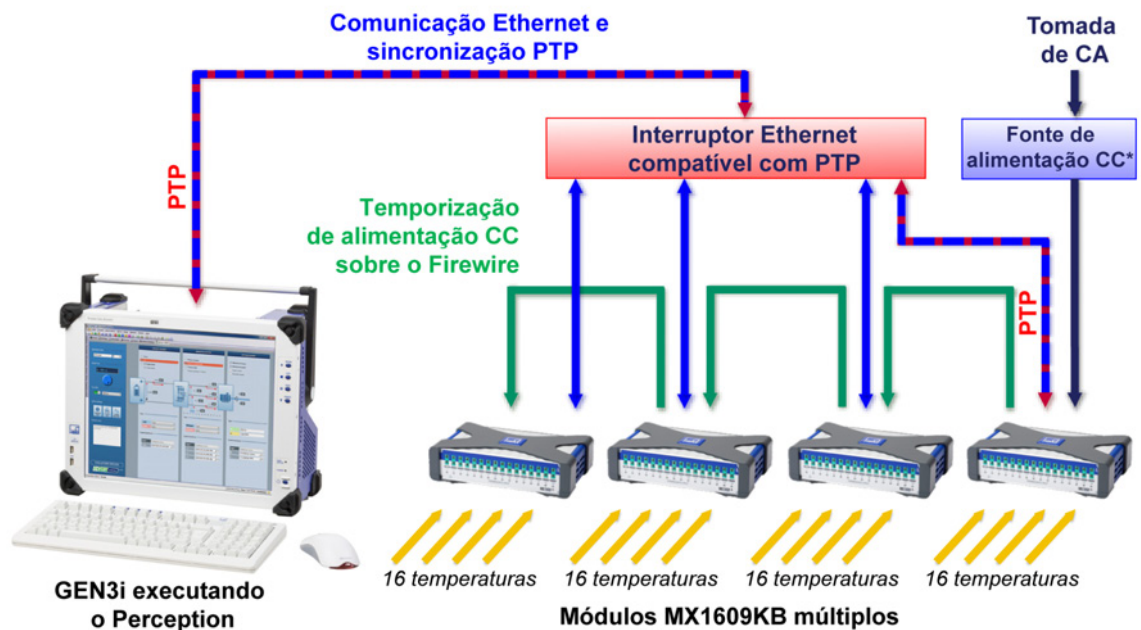 Comunicação Ethernet e
sincronização PTP
Tomada
de CA
Interruptor Ethernet
compatível com PTP
Fonte de
alimentação CC*
PTP
Temporização
de alimentação CC
sobre o Firewire
PTP
16 temperaturas
16 temperaturas
16 temperaturas
16 temperaturas
GEN3i executando
o Perception
Módulos MX1609KB múltiplos